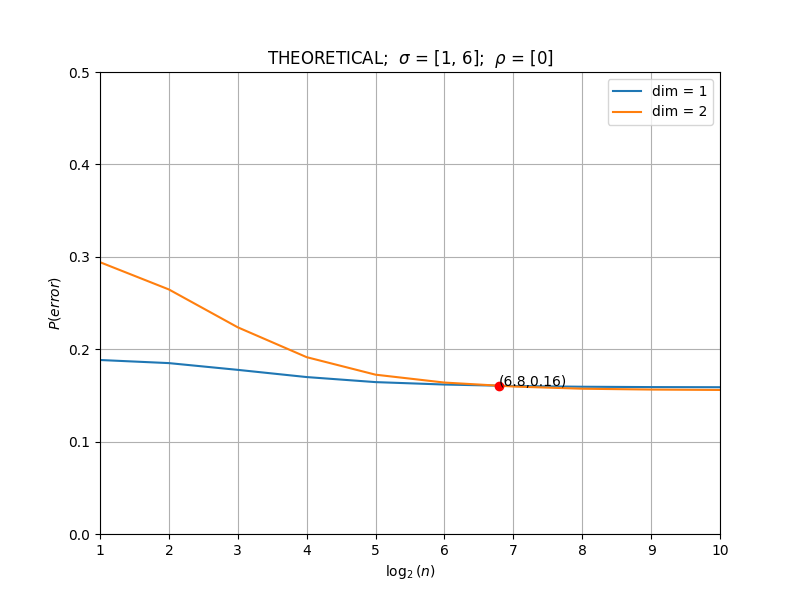 THEORETICAL;  σ = [1, 6];  ρ = [0]
dim = 1
dim = 2
0.5
0.4
0.3
0.2
0.1
0.0
P(error)
(6.8,0.16)
1 2 3 4 5 6 7 8 9 10
log₂(n)